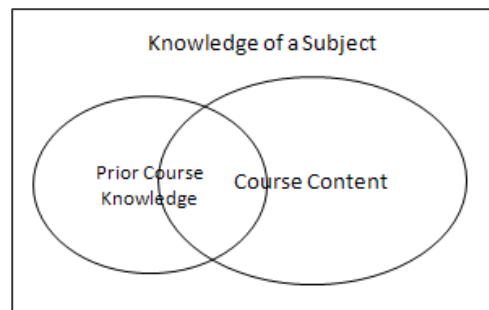 Knowledge of a Subject
Prior Course
Knowledge
Course Content